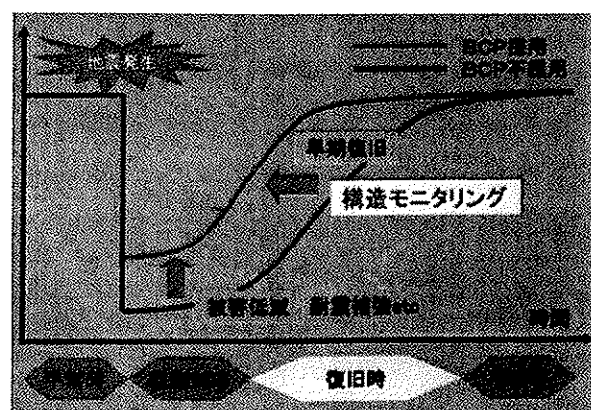 地震発生
BCP採用
BCP不採用
早期復旧
構造モニタリング
被害低減 耐震補強etc
時間
復旧時